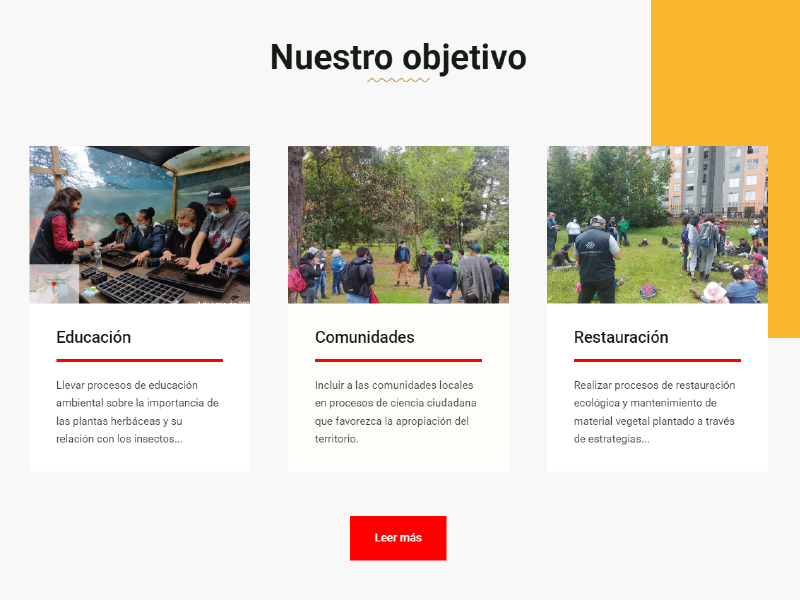 Nuestro objetivo
Educación
Llevar procesos de educación
ambiental sobre la importancia de
las plantas herbáceas y su
relación con los insectos...
Comunidades
Incluir a las comunidades locales
en procesos de ciencia ciudadana
que favorezca la apropiación del
territorio.
Restauración
Realizar procesos de restauración
ecológica y mantenimiento de
material vegetal plantado a través
de estrategias...
Leer más